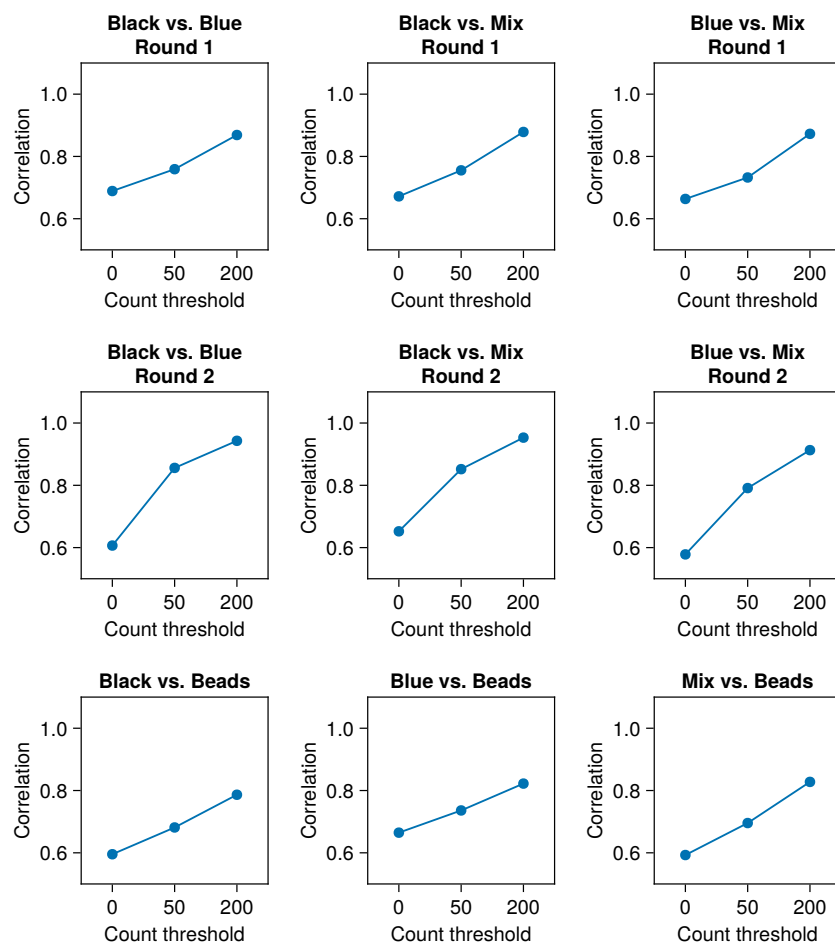 Black vs. Blue
Round 1
Correlation
1.0
0.8
0.6
0 50 200
Count threshold
Black vs. Mix
Round 1
Correlation
1.0
0.8
0.6
0 50 200
Count threshold
Blue vs. Mix
Round 1
Correlation
1.0
0.8
0.6
0 50 200
Count threshold
Black vs. Blue
Round 2
Correlation
1.0
0.8
0.6
0 50 200
Count threshold
Black vs. Mix
Round 2
Correlation
1.0
0.8
0.6
0 50 200
Count threshold
Blue vs. Mix
Round 2
Correlation
1.0
0.8
0.6
0 50 200
Count threshold
Black vs. Beads
Correlation
1.0
0.8
0.6
0 50 200
Count threshold
Blue vs. Beads
Correlation
1.0
0.8
0.6
0 50 200
Count threshold
Mix vs. Beads
Correlation
1.0
0.8
0.6
0 50 200
Count threshold